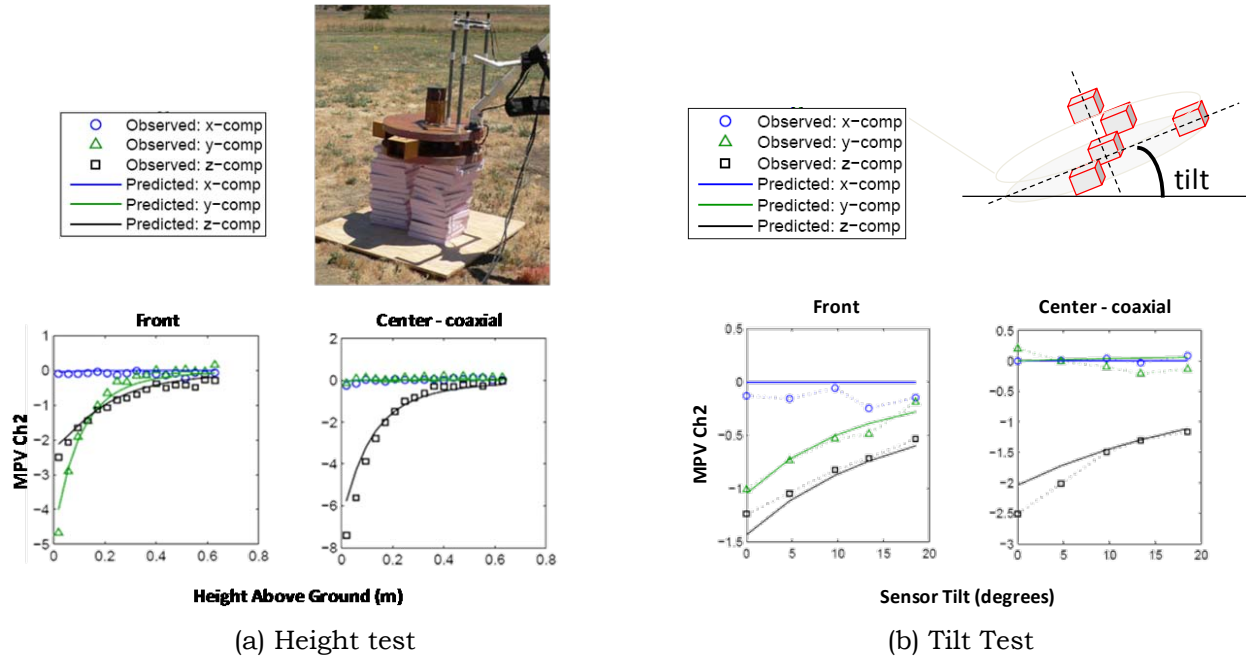 Observed: x-comp
Observed: y-comp
Observed: z-comp
Predicted: x-comp
Predicted: y-comp
Predicted: z-comp
Front
Center - coaxial
MPV Ch2
1
0
-1
-2
-3
-4
-5
0 0.2 0.4 0.6 0.8
2
0
-2
-4
-6
-8
0 0.2 0.4 0.6 0.8
Height Above Ground (m)
(a) Height test
Observed: x-comp
Observed: y-comp
Observed: z-comp
Predicted: x-comp
Predicted: y-comp
Predicted: z-comp
tilt
Front
Center - coaxial
MPV Ch2
0.5
0
-0.5
-1
-1.5
0 5 10 15 20
0.5
0
-0.5
-1
-1.5
-2
-2.5
-3
0 5 10 15 20
Sensor Tilt (degrees)
(b) Tilt Test